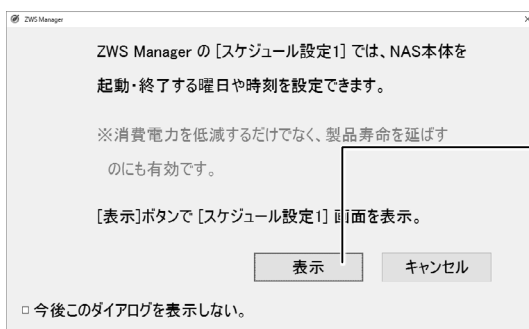 ZWS Manager
ZWS Manager の [スケジュール設定1] では、NAS本体を
起動・終了する曜日や時刻を設定できます。
※消費電力を低減するだけでなく、製品寿命を延ばす
のにも有効です。
[表示]ボタンで [スケジュール設定1] 画面を表示。
表示 キャンセル
今後このダイアログを表示しない。